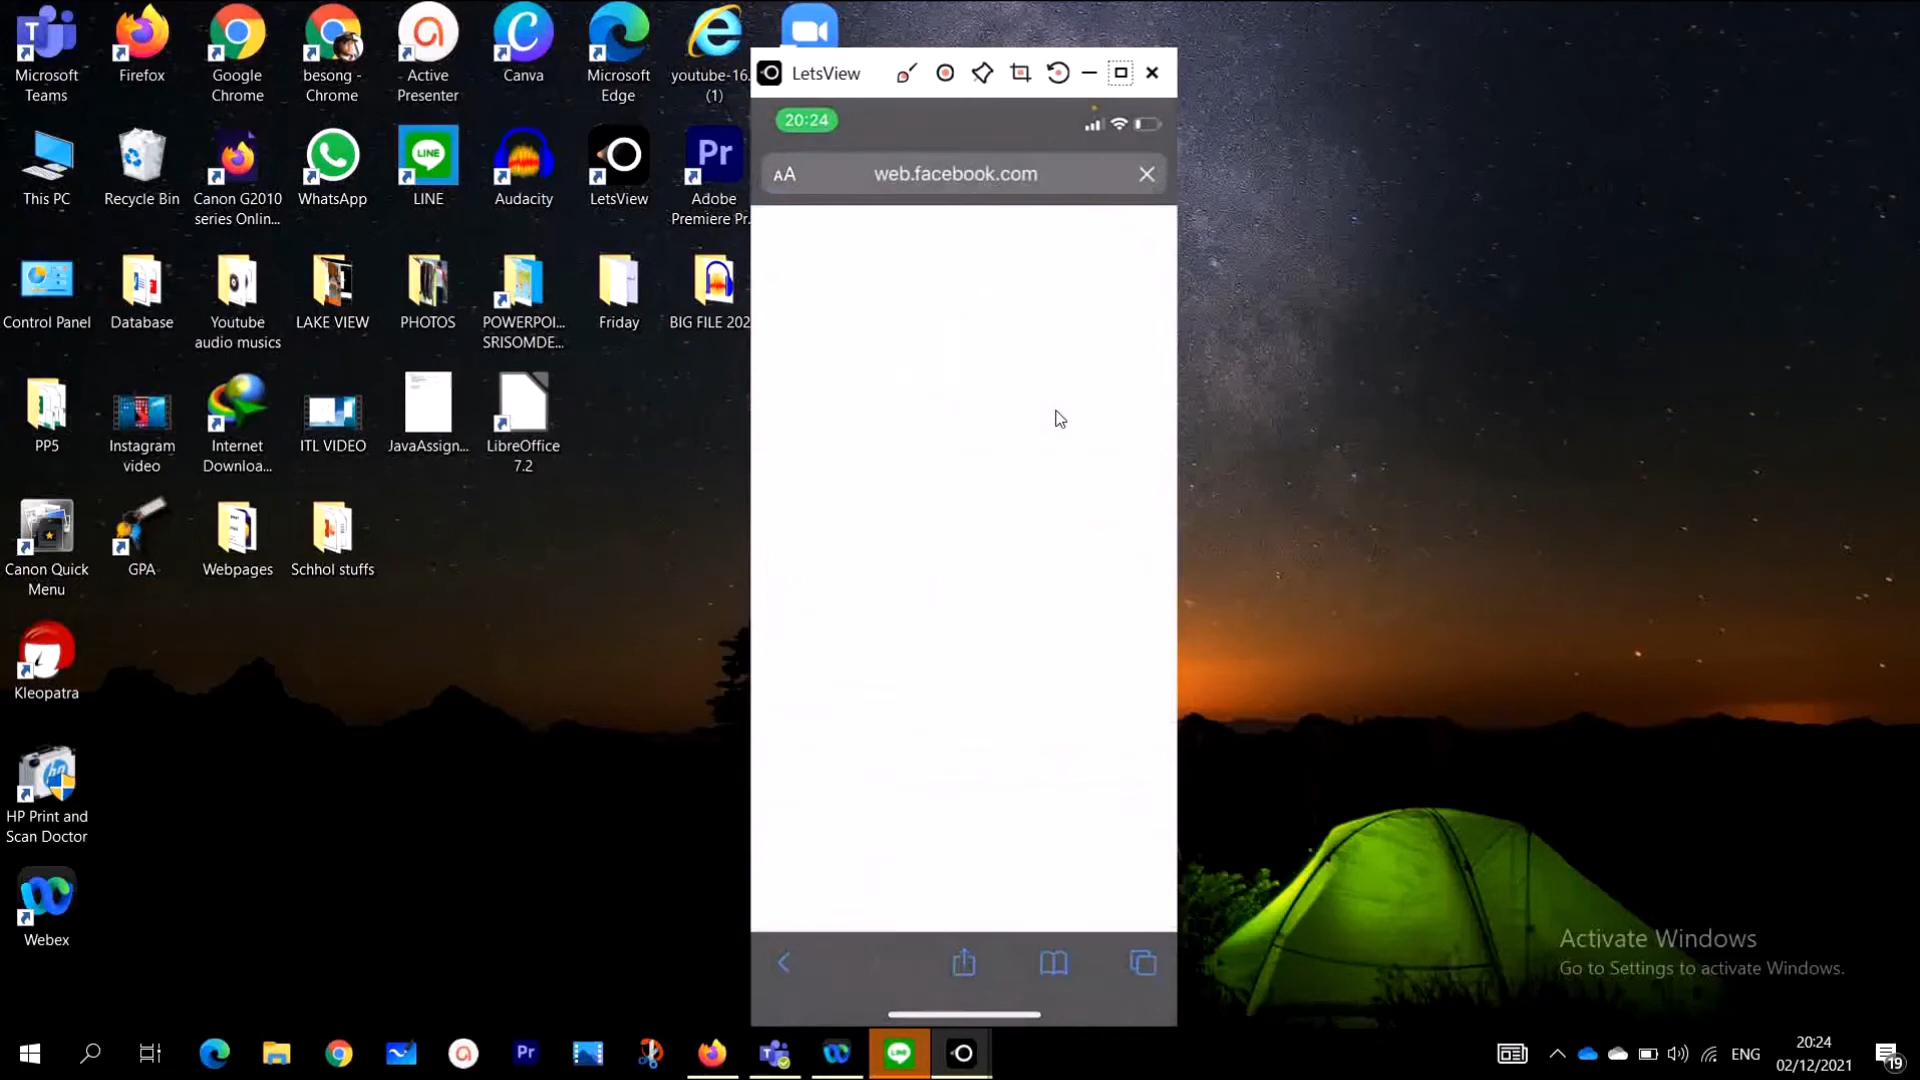 Microsoft
Teams
Firefox
Google
Chrome
besong -
Chrome
Active
Presenter
Canva
Microsoft
Edge
youtube-16.
(1)
This PC
Recycle Bin
Canon G2010
series Onlin...
WhatsApp
LINE
Audacity
LetsView
Adobe
Premiere Pr.
Control Panel
Database
Youtube
audio musics
LAKE VIEW
PHOTOS
POWERPOI...
SRISOMDE...
Friday
BIG FILE 202
PP5
Instagram
video
Internet
Downloa...
ITL VIDEO
JavaAssign...
LibreOffice
7.2
Canon Quick
Menu
GPA
Webpages
Schhol stuffs
Kleopatra
HP Print and
Scan Doctor
Webex
LetsView
20:24
AA
web.facebook.com
Activate Windows
Go to Settings to activate Windows.
ENG
20:24
02/12/2021
19